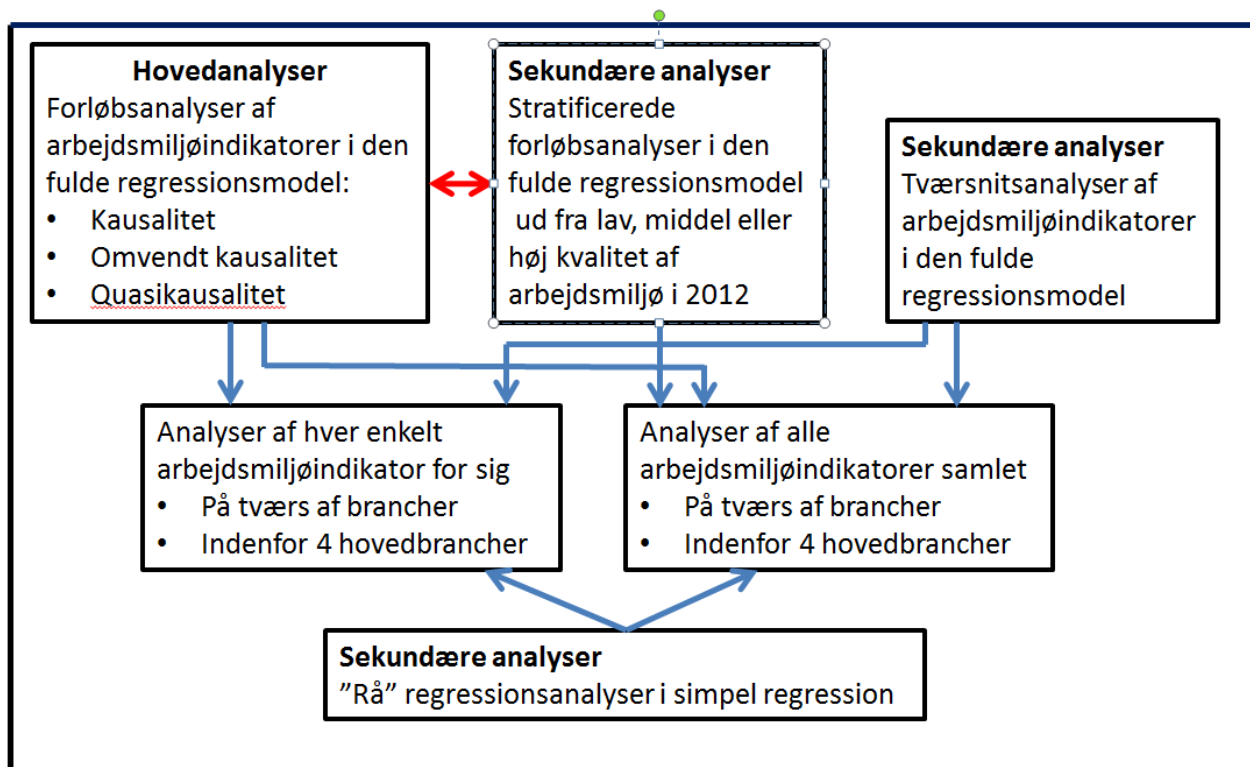 Hovedanalyser
Forløbsanalyser af
arbejdsmiljøindikatorer i den
fulde regressionsmodel:
• Kausalitet
• Omvendt kausalitet
• Quasikausalitet
Sekundære analyser
Stratificerede
forløbsanalyser i den
fulde regressionsmodel
ud fra lav, middel eller
høj kvalitet af
arbejdsmiljø i 2012
Sekundære analyser
Tværsnitsanalyser af
arbejdsmiljøindikatorer
i den fulde
regressionsmodel
Analyser af hver enkelt
arbejdsmiljøindikator for sig
• På tværs af brancher
• Indenfor 4 hovedbrancher
Analyser af alle
arbejdsmiljøindikatorer samlet
• På tværs af brancher
• Indenfor 4 hovedbrancher
Sekundære analyser
”Rå” regressionsanalyser i simpel regression